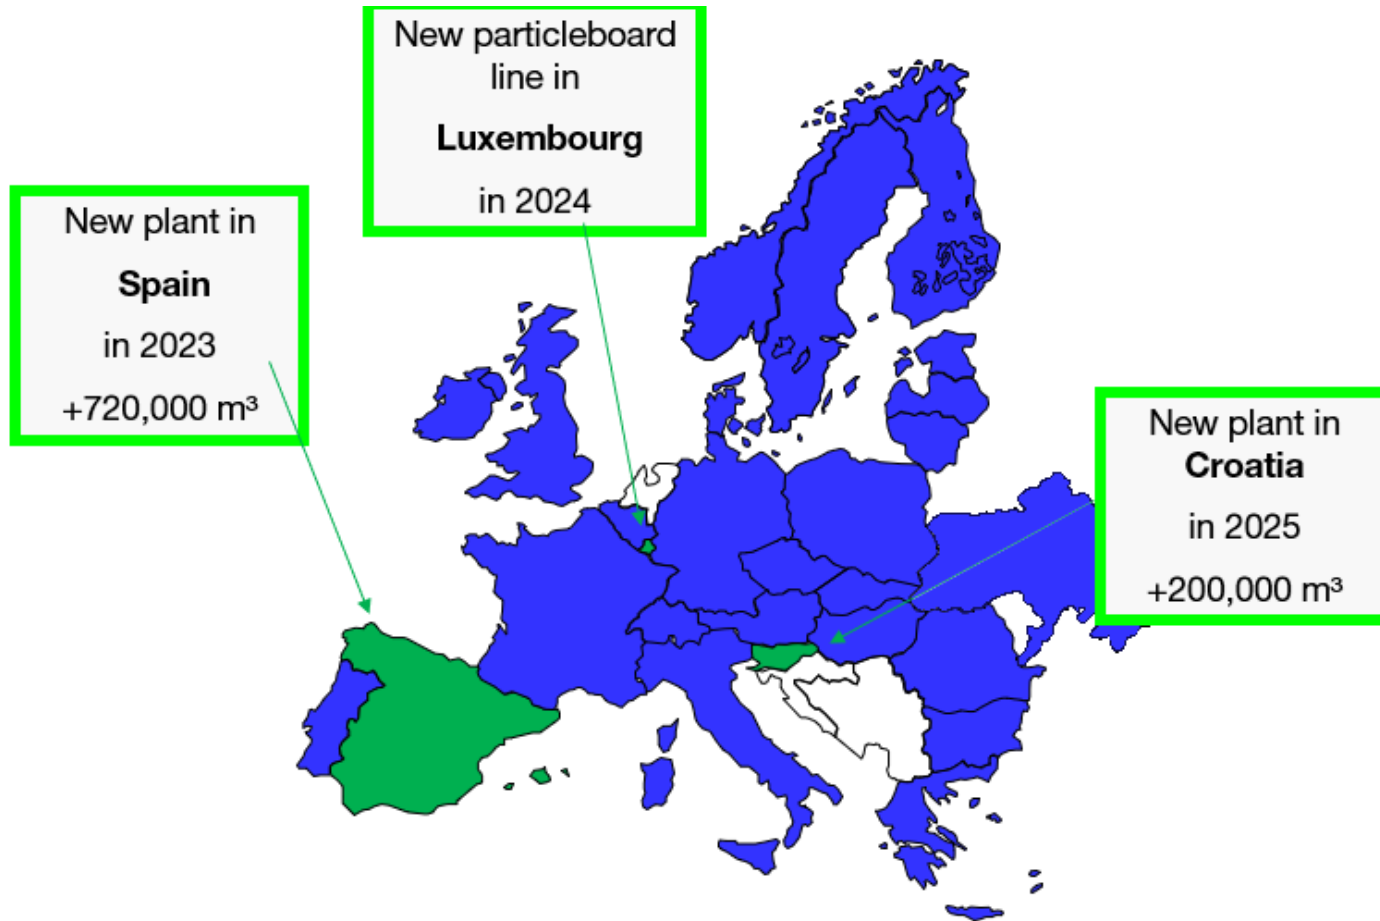 New particleboard
line in
Luxembourg
in 2024
New plant in
Spain
in 2023
+720,000 m³
New plant in
Croatia
in 2025
+200,000 m³